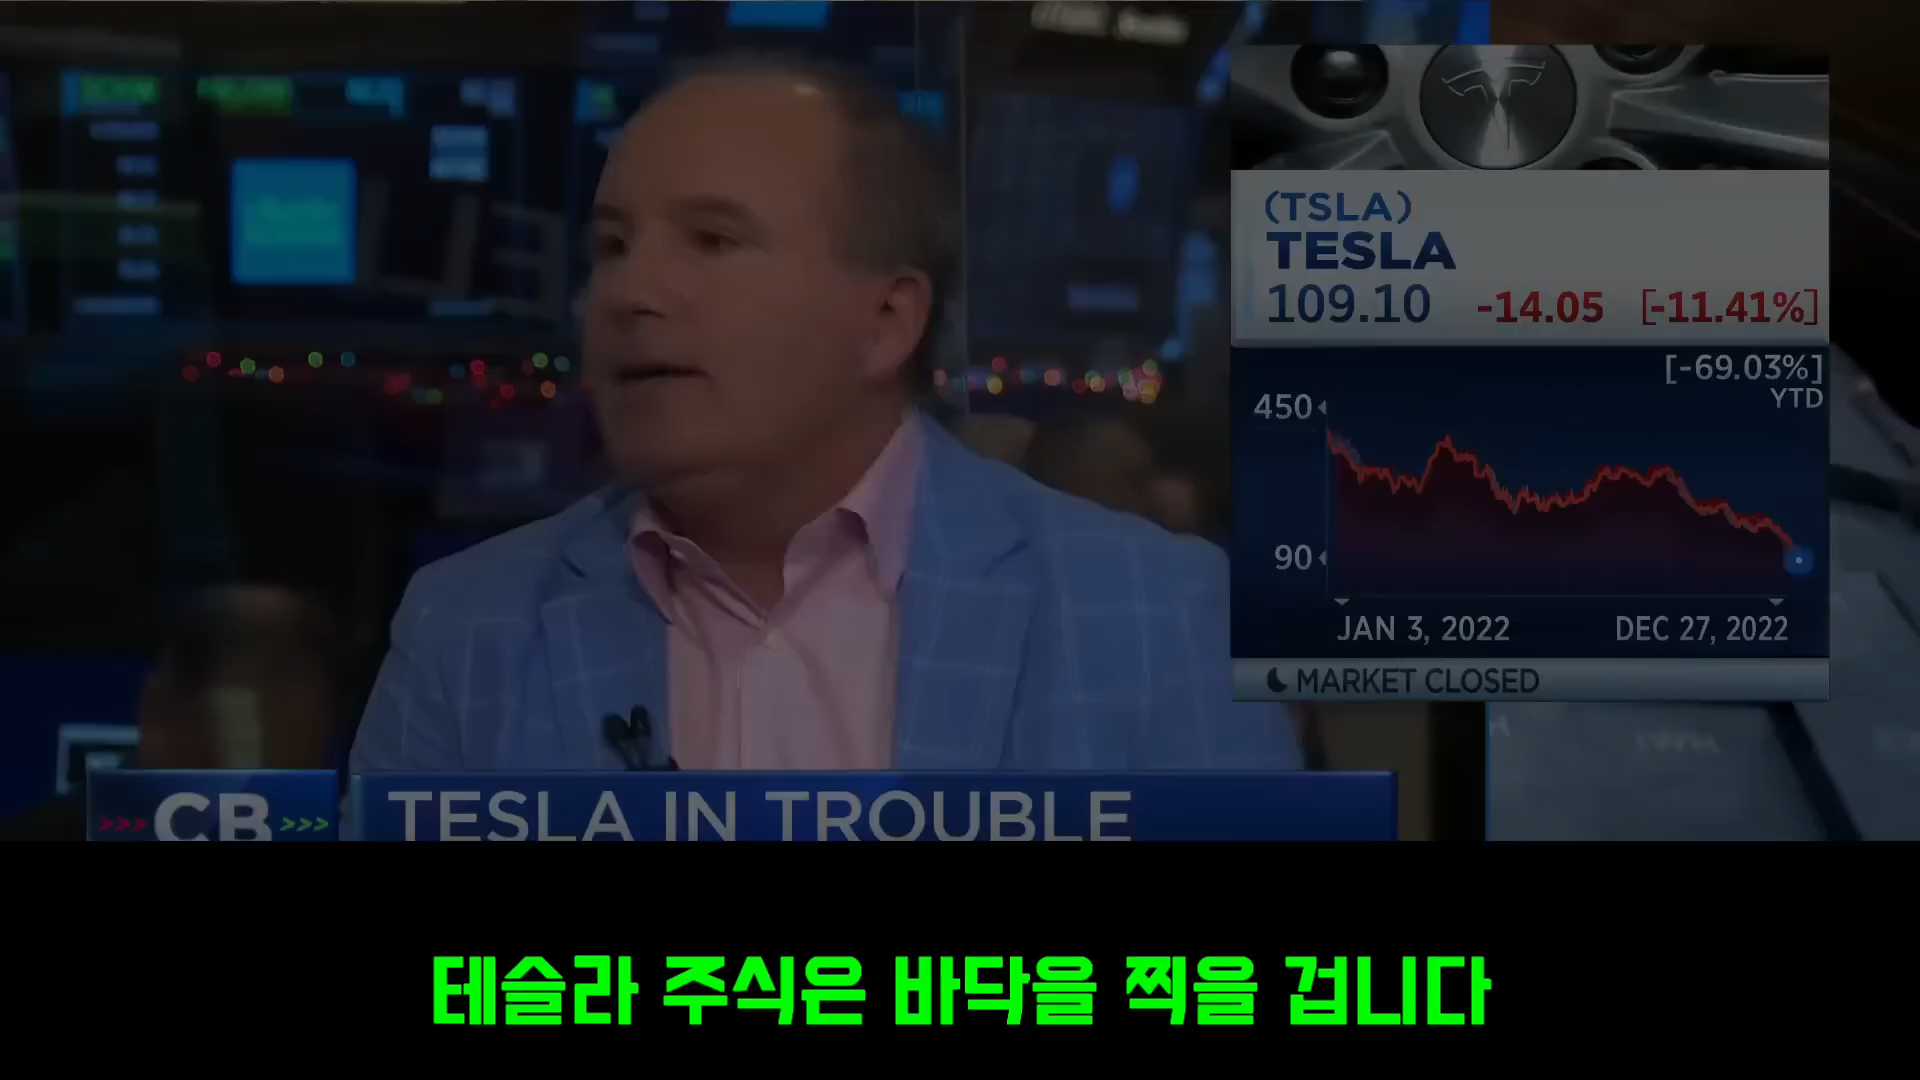 (TSLA)
TESLA
109.10 -14.05 [-11.41%]
[-69.03%]
YTD
450
90
JAN 3, 2022 DEC 27, 2022
MARKET CLOSED
>>> CB >>> TESLA IN TROUBLE
테슬라 주식은 바닥을 찍을 겁니다